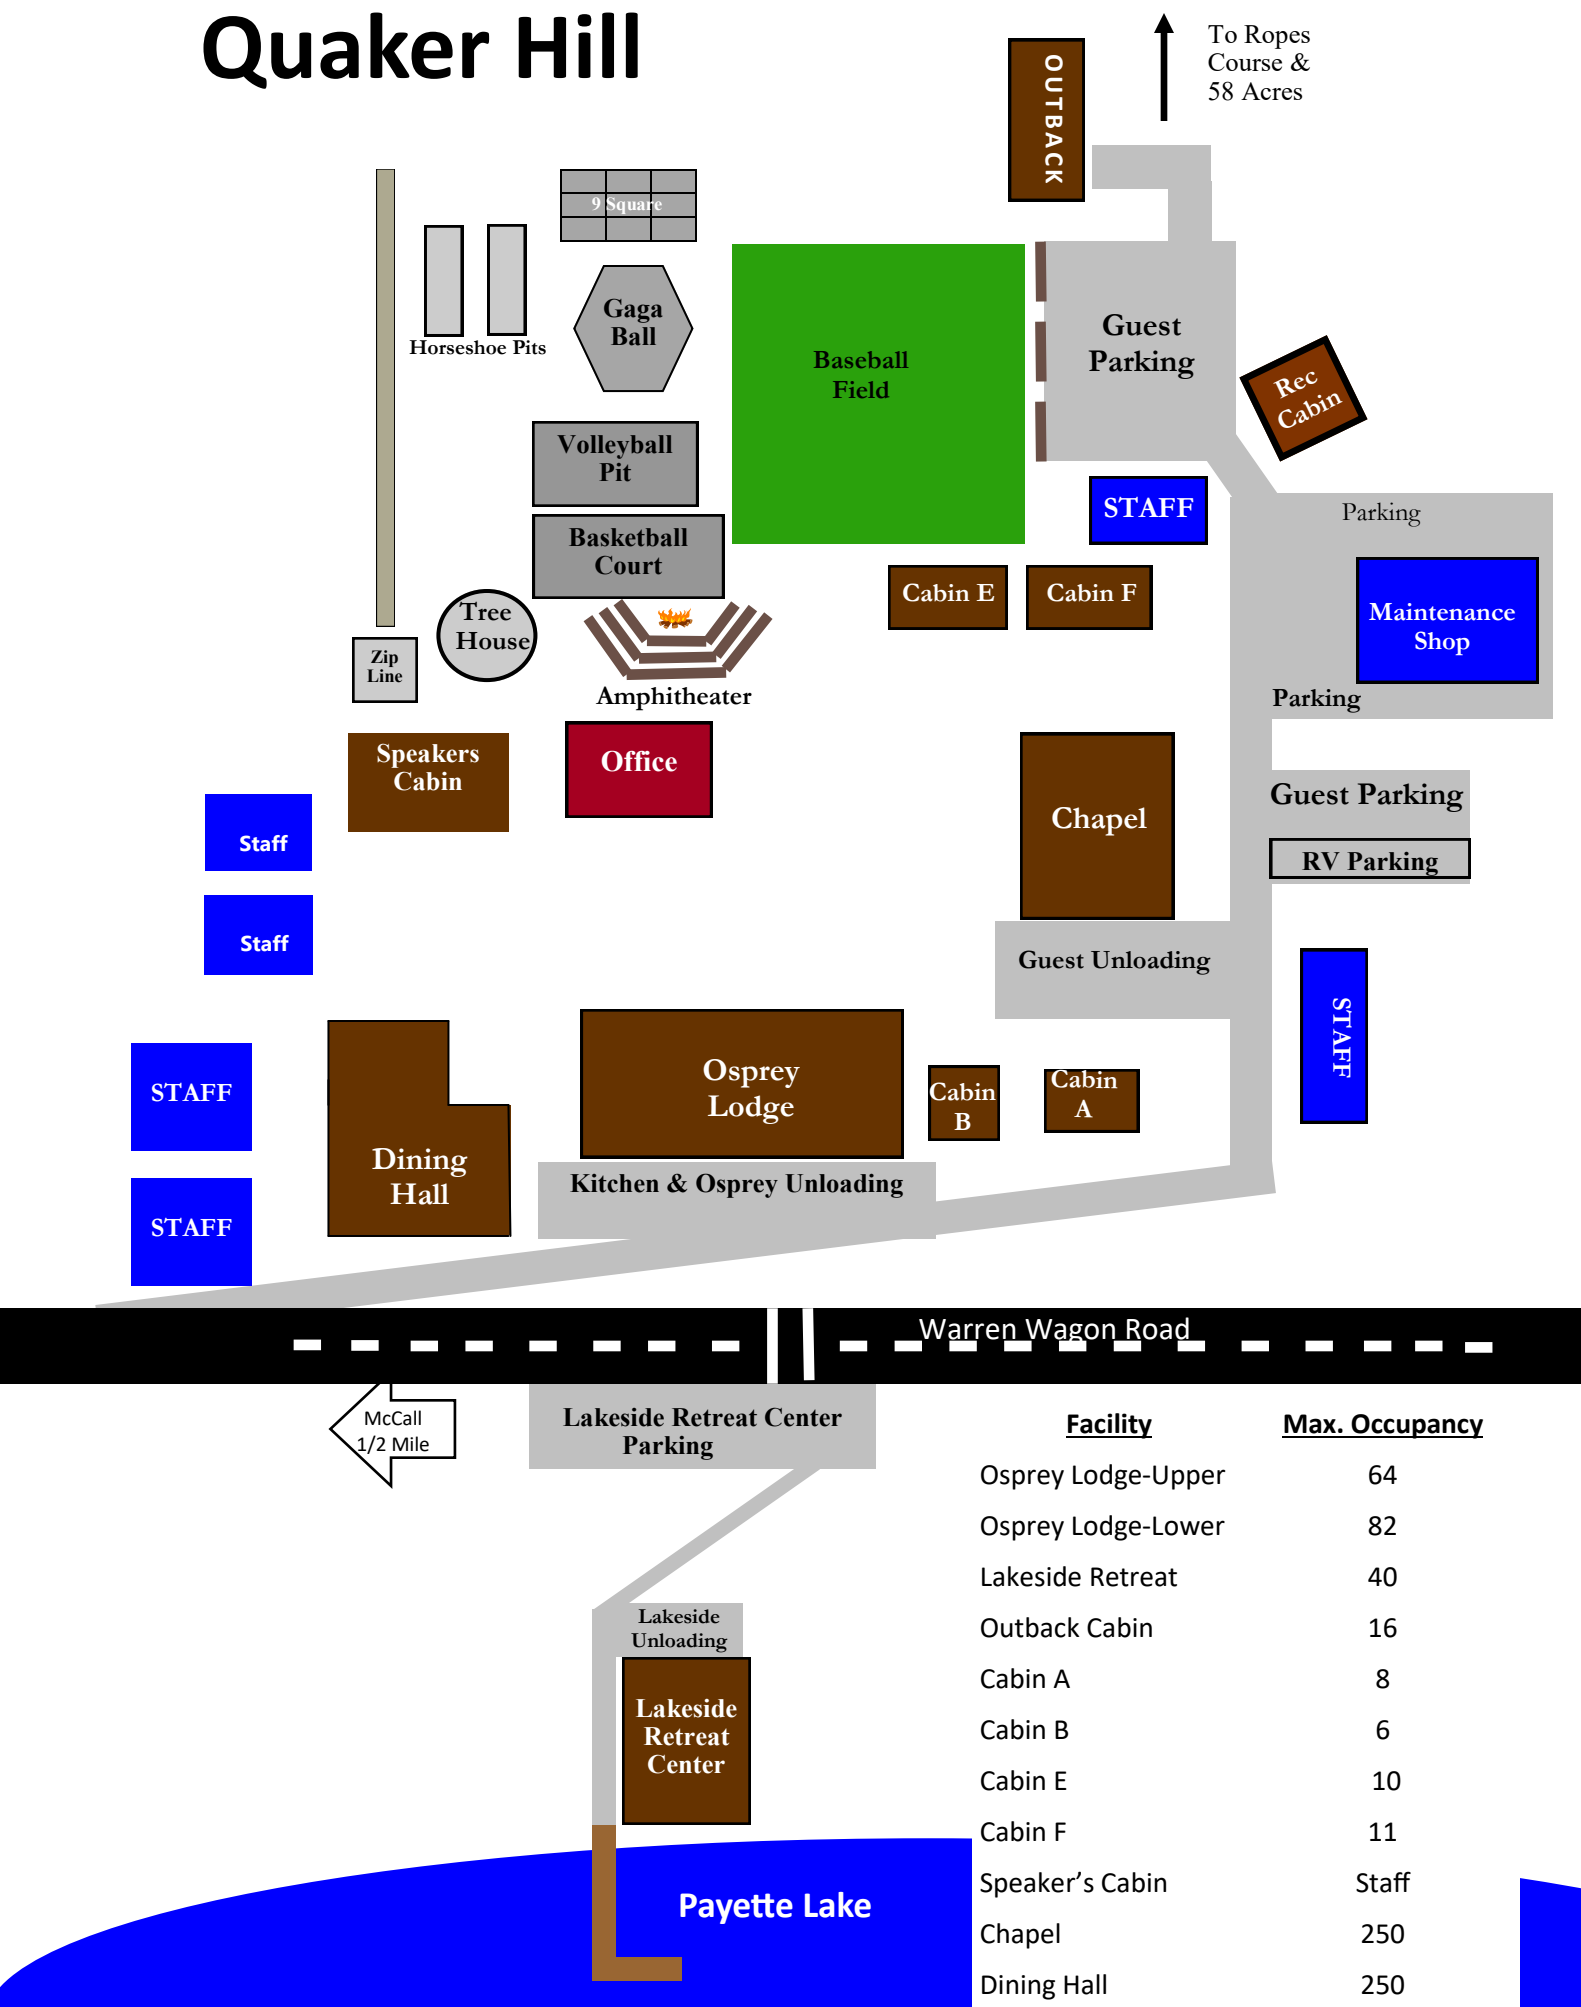 Quaker Hill
To Ropes
Course &
58 Acres
OUTBACK
9 Square
Horseshoe Pits
Gaga
Ball
Baseball
Field
Guest
Parking
Rec
Cabin
Volleyball
Pit
Basketball
Court
STAFF
Parking
Cabin E
Cabin F
Maintenance
Shop
Parking
Tree
House
Zip
Line
Amphitheater
Speakers
Cabin
Office
Chapel
Guest Parking
RV Parking
Staff
Staff
Guest Unloading
STAFF
STAFF
STAFF
Dining
Hall
Osprey
Lodge
Cabin
B
Cabin
A
Kitchen & Osprey Unloading
Warren Wagon Road
McCall
1/2 Mile
Lakeside Retreat Center
Parking
Lakeside
Unloading
Lakeside
Retreat
Center
Payette Lake
Facility Max. Occupancy
Osprey Lodge-Upper 64
Osprey Lodge-Lower 82
Lakeside Retreat 40
Outback Cabin 16
Cabin A 8
Cabin B 6
Cabin E 10
Cabin F 11
Speaker’s Cabin Staff
Chapel 250
Dining Hall 250